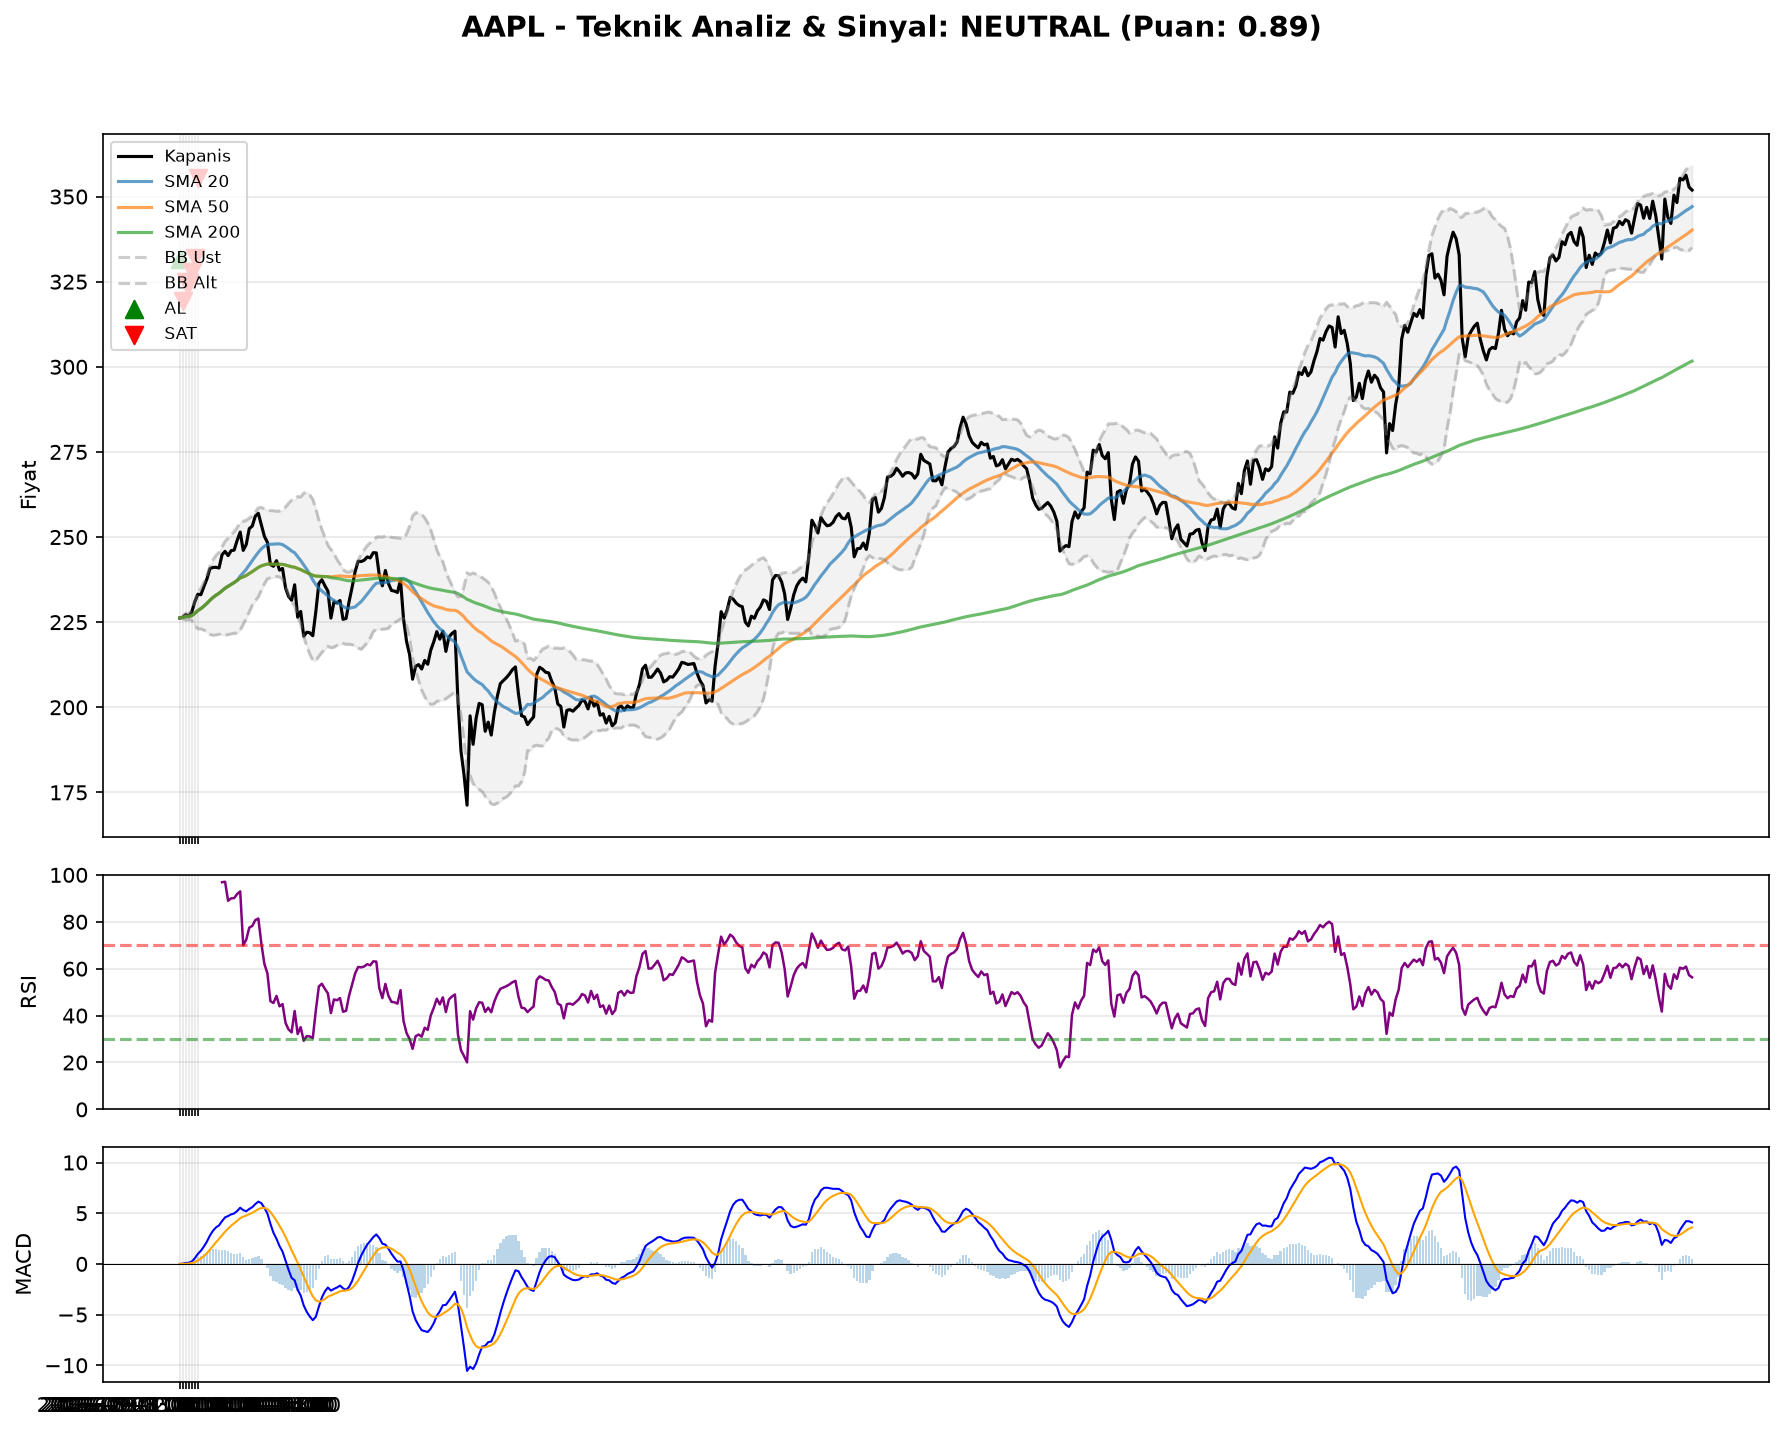 AAPL - Teknik Analiz & Sinyal: NEUTRAL (Puan: 0.89)
Kapanis
SMA 20
SMA 50
SMA 200
BB Ust
BB Alt
AL
SAT
Fiyat
350
325
300
275
250
225
200
175
RSI
100
80
60
40
20
0
MACD
10
5
0
−5
−10